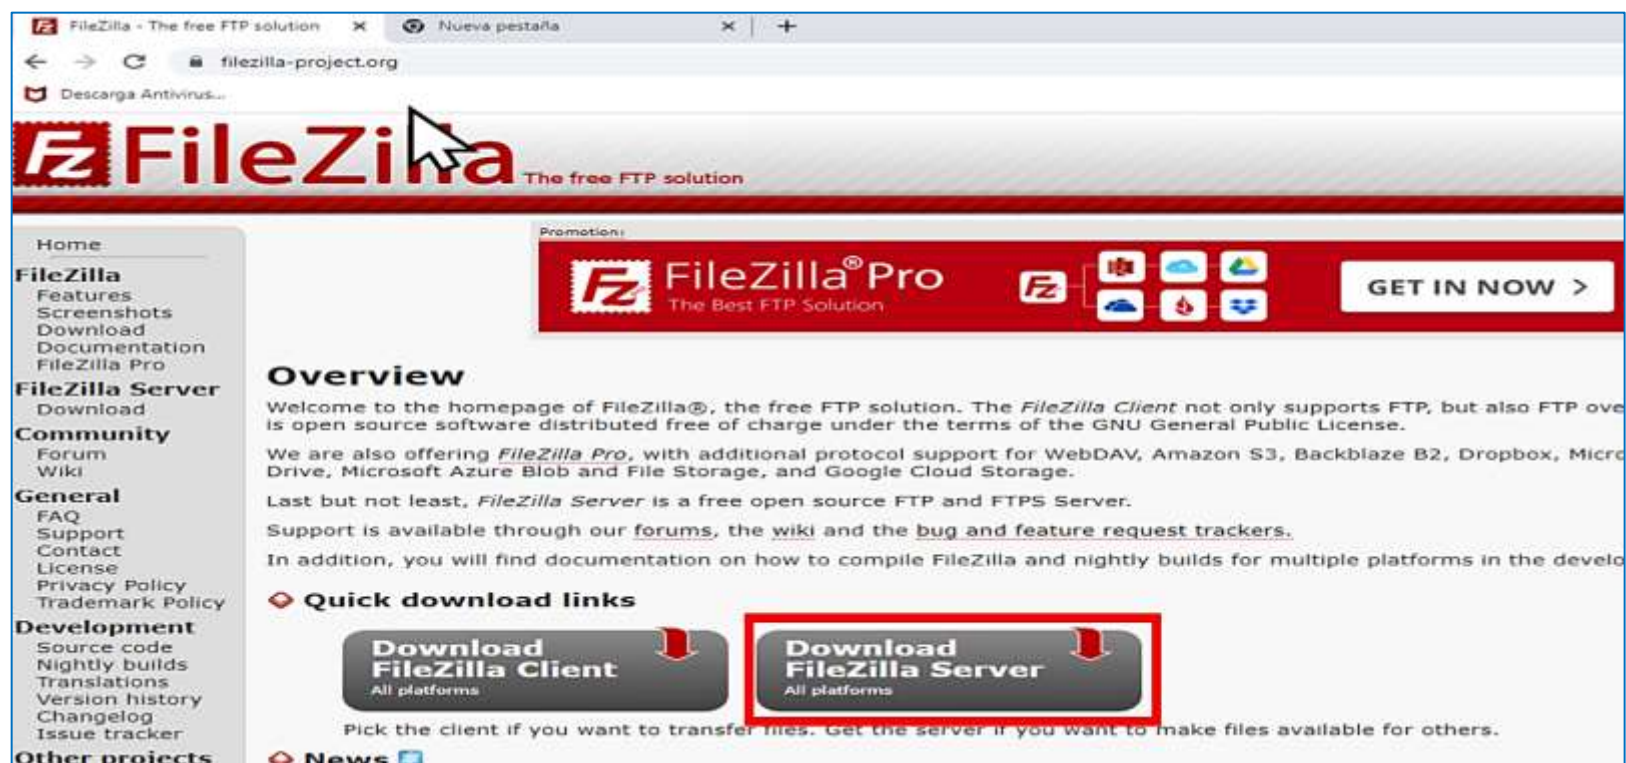 FileZilla - The free FTP solution
Nueva pestaña
filezilla-project.org
Descarga Antivirus...
FileZilla The free FTP solution
Home
FileZilla
Features
Screenshots
Download
Documentation
FileZilla Pro
FileZilla Server
Download
Community
Forum
Wiki
General
FAQ
Support
Contact
License
Privacy Policy
Trademark Policy
Development
Source code
Nightly builds
Translations
Version history
Changelog
Issue tracker
Other projects
Promotion:
FileZilla® Pro
The Best FTP Solution
GET IN NOW >
Overview
Welcome to the homepage of FileZilla®, the free FTP solution. The FileZilla Client not only supports FTP, but also FTP ove
is open source software distributed free of charge under the terms of the GNU General Public License.
We are also offering FileZilla Pro, with additional protocol support for WebDAV, Amazon S3, Backblaze B2, Dropbox, Micro
Drive, Microsoft Azure Blob and File Storage, and Google Cloud Storage.
Last but not least, FileZilla Server is a free open source FTP and FTPS Server.
Support is available through our forums, the wiki and the bug and feature request trackers.
In addition, you will find documentation on how to compile FileZilla and nightly builds for multiple platforms in the develo
Quick download links
Download
FileZilla Client
All platforms
Download
FileZilla Server
All platforms
Pick the client if you want to transfer files. Get the server if you want to make files available for others.
News